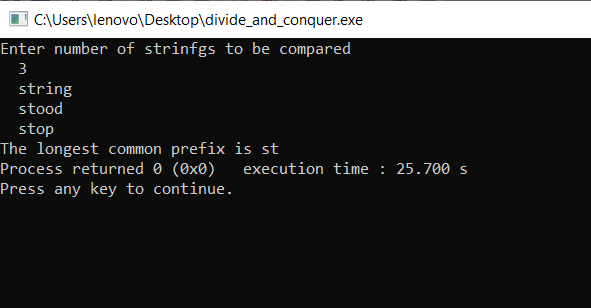 C:\Users\lenovo\Desktop\divide_and_conquer.exe
Enter number of strinfgs to be compared
3
string
stood
stop
The longest common prefix is st
Process returned 0 (0x0)   execution time : 25.700 s
Press any key to continue.